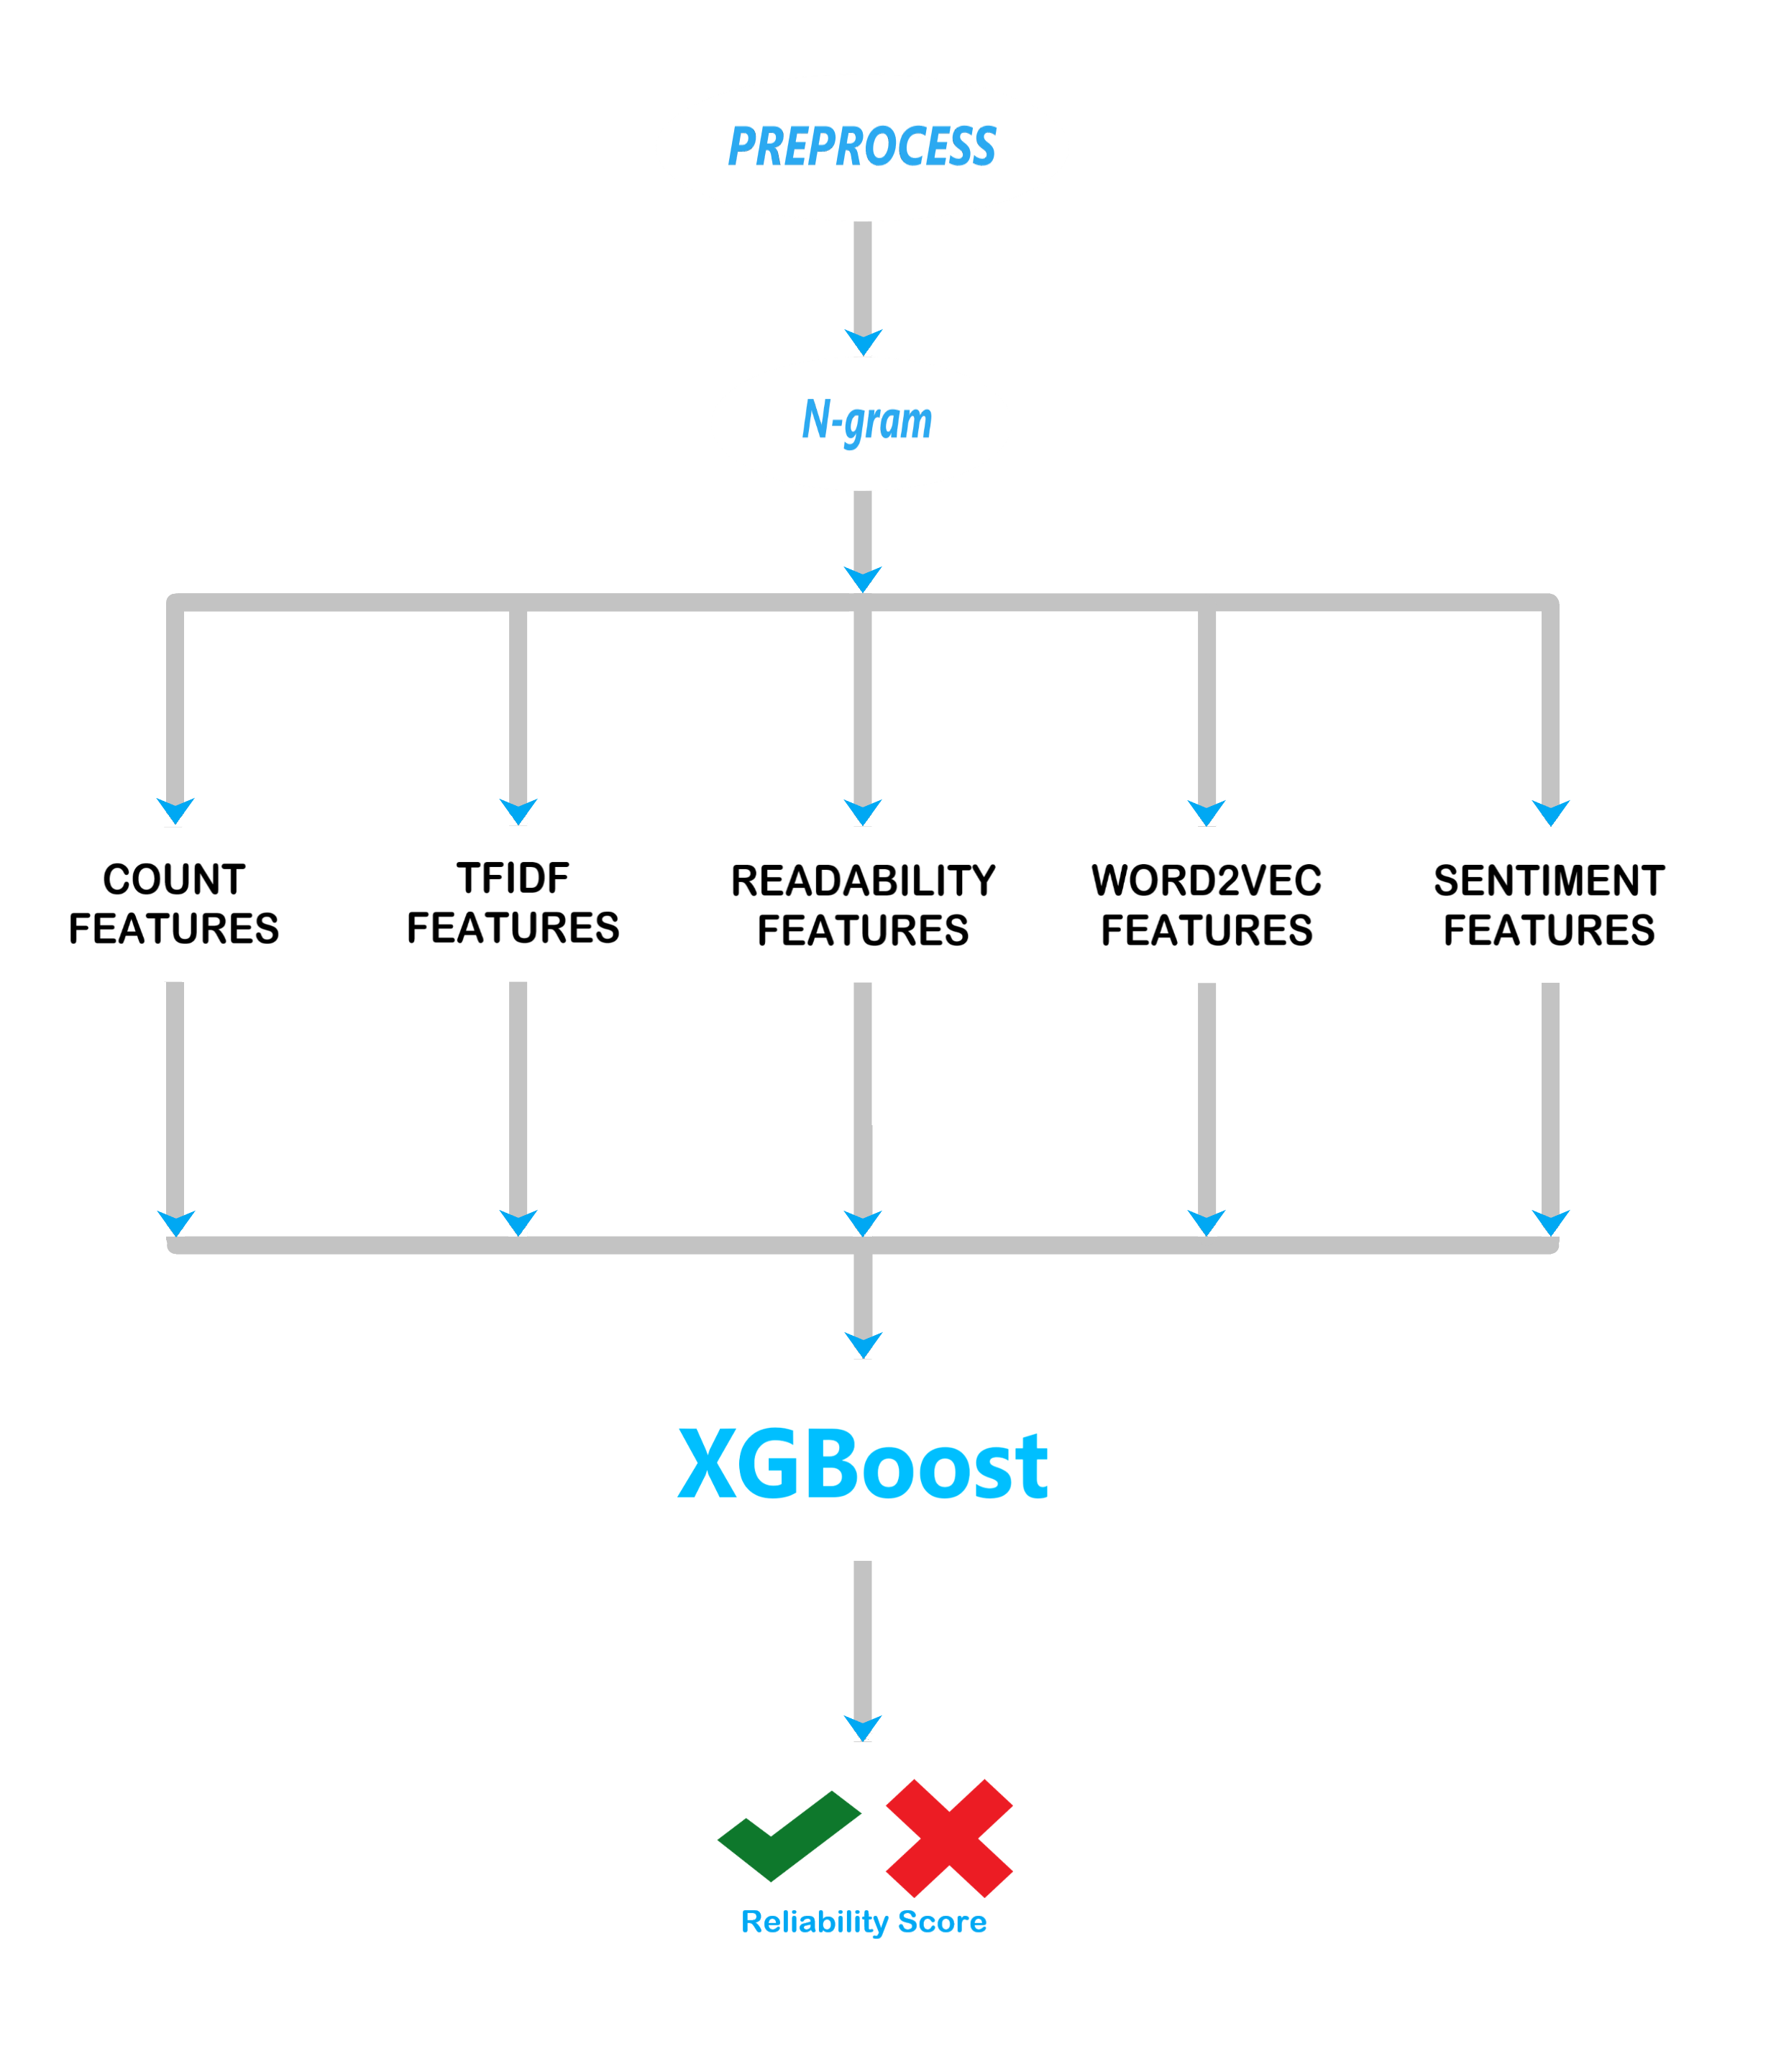 PREPROCESS
N-gram
COUNT
FEATURES
TFIDF
FEATURES
READABILITY
FEATURES
WORD2VEC
FEATURES
SENTIMENT
FEATURES
XGBoost
Reliability Score